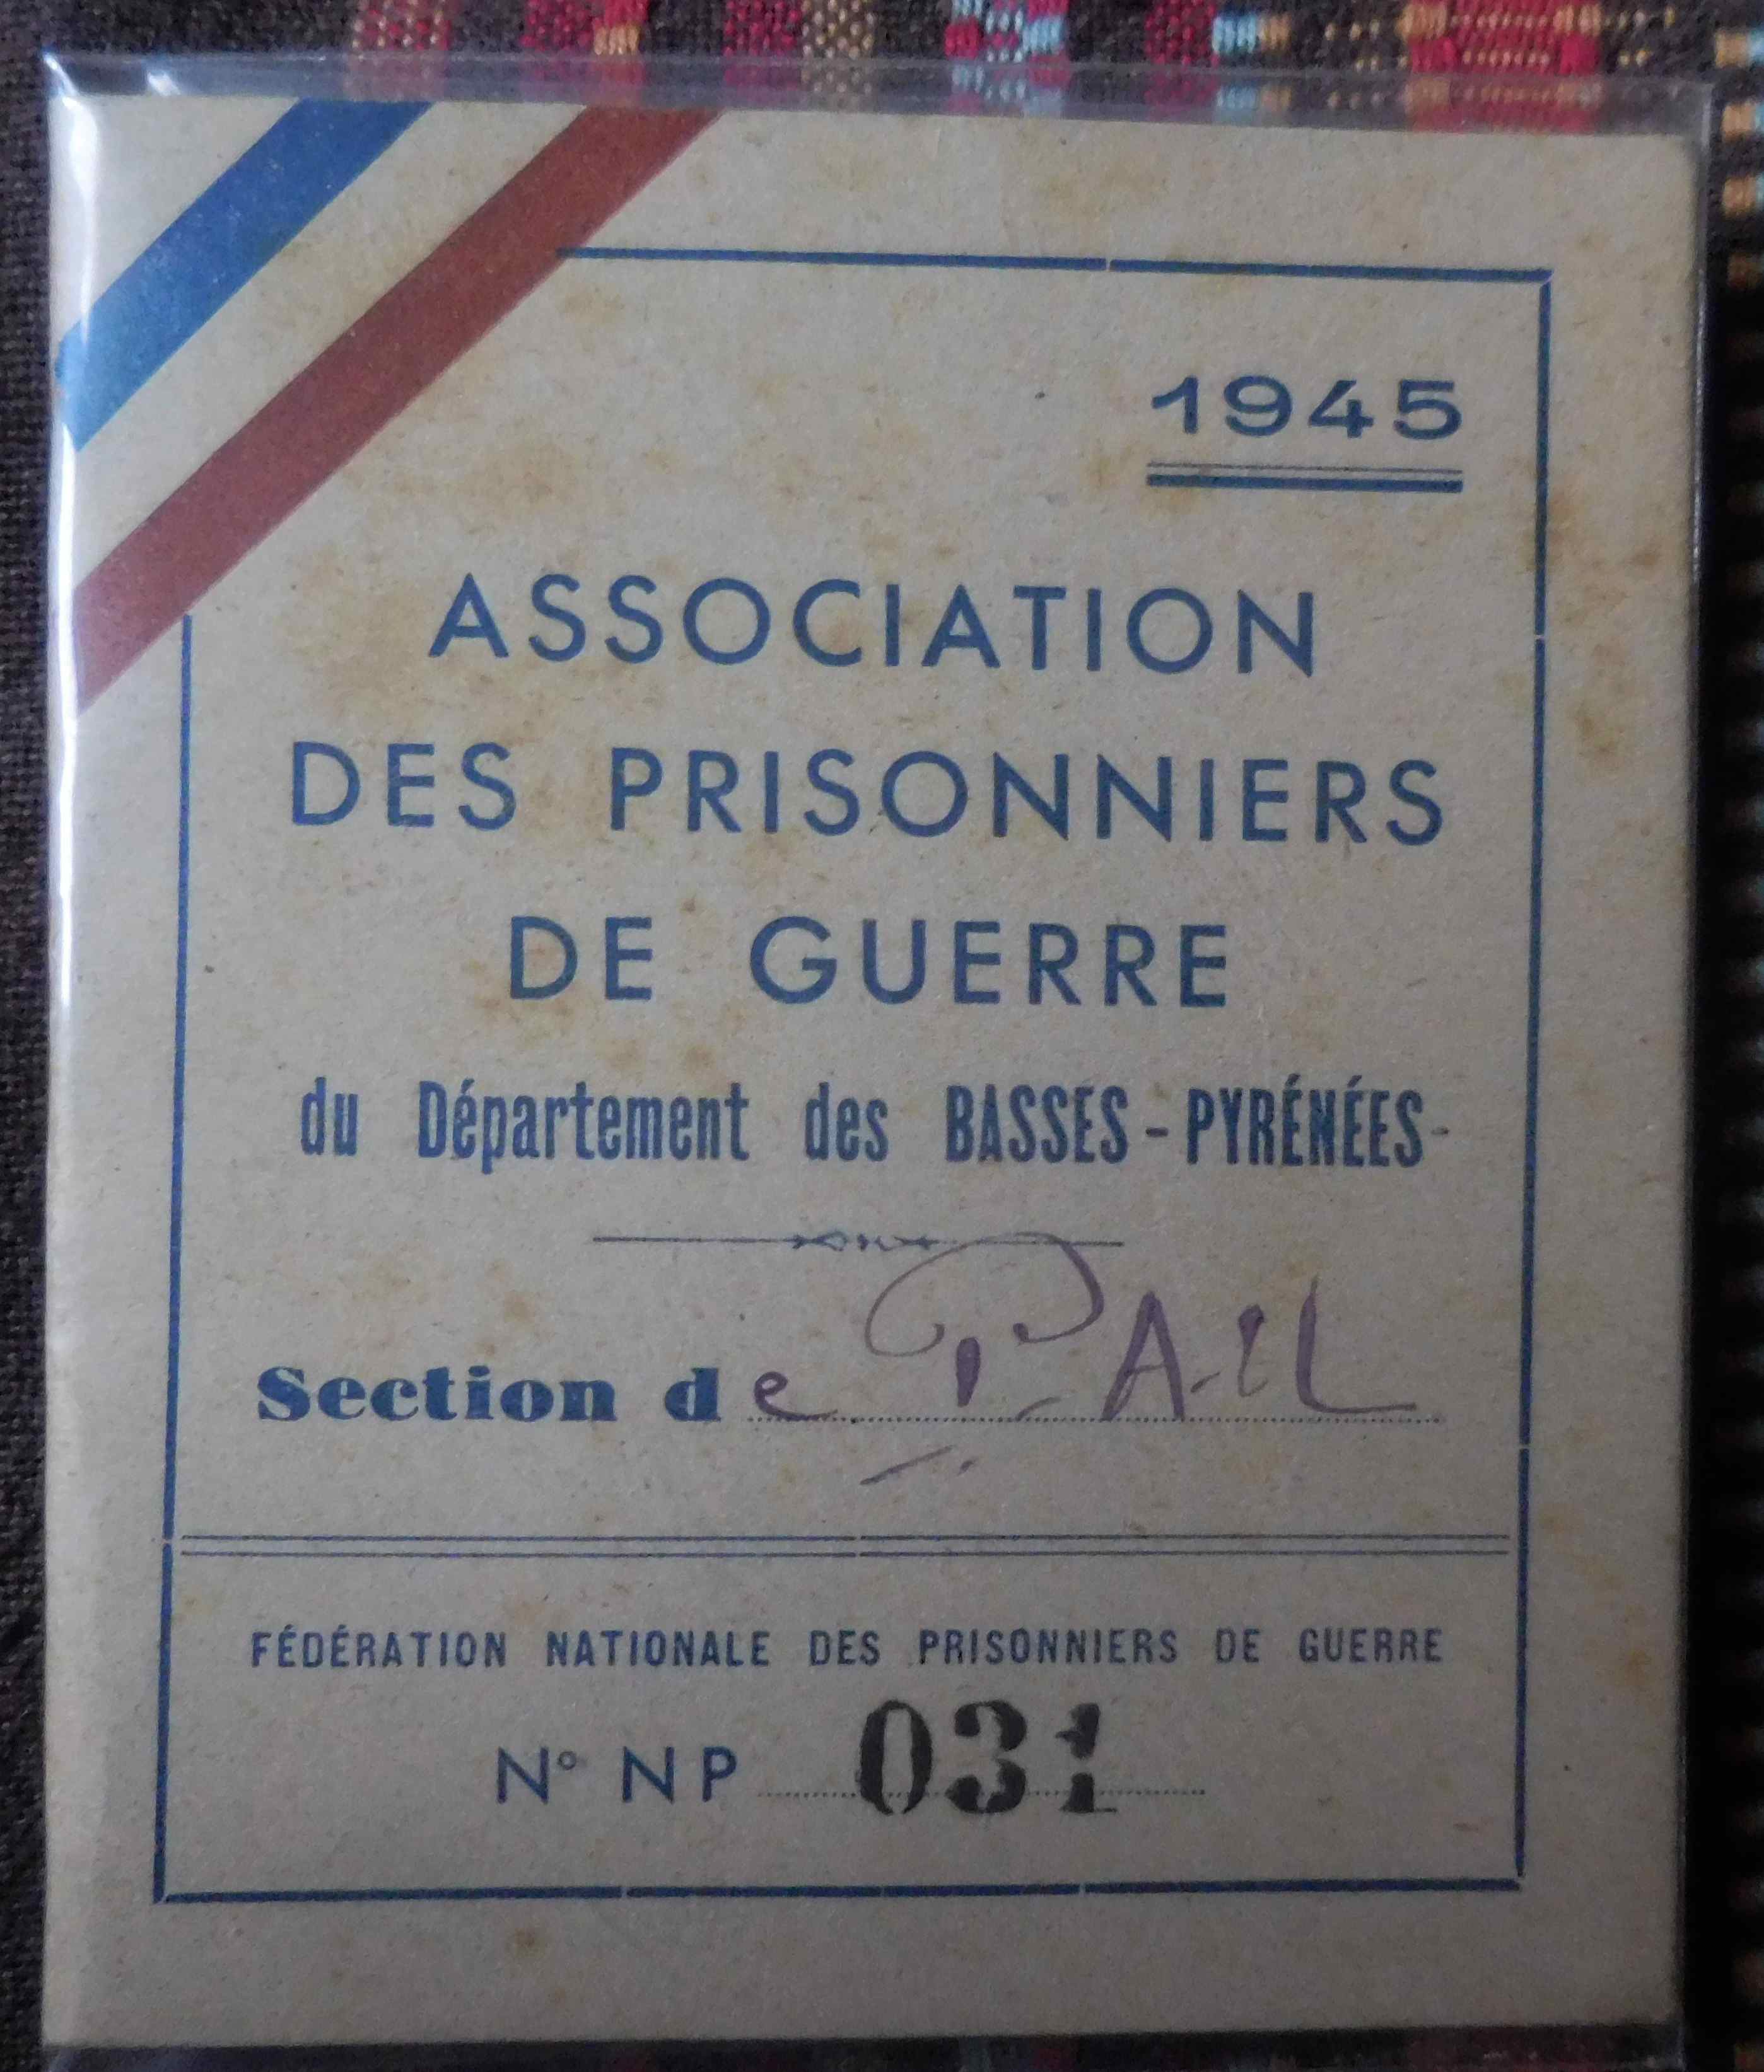 1945
ASSOCIATION
DES PRISONNIERS
DE GUERRE
du Département des BASSES-PYRÉNÉES-
Section de PAU
FÉDÉRATION NATIONALE DES PRISONNIERS DE GUERRE
N° NP 031